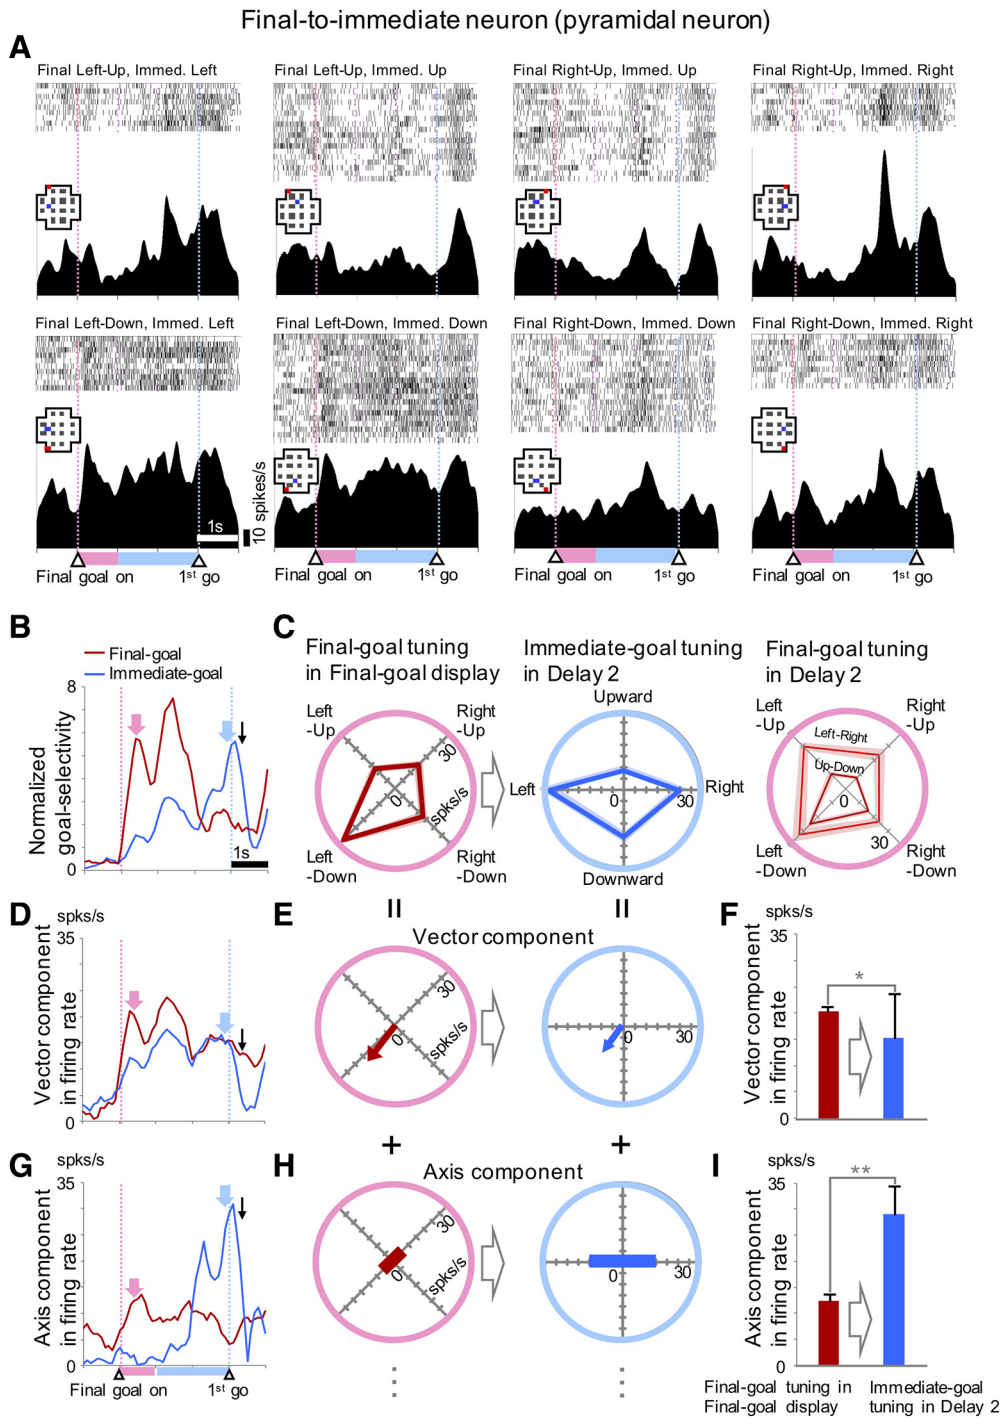 Final-to-immediate neuron (pyramidal neuron)
A
Final Left-Up, Immed. Left
Final Left-Up, Immed. Up
Final Right-Up, Immed. Up
Final Right-Up, Immed. Right
Final Left-Down, Immed. Left
Final Left-Down, Immed. Down
Final Right-Down, Immed. Down
Final Right-Down, Immed. Right
1s
10 spikes/s
Final goal on
1st go
Final goal on
1st go
Final goal on
1st go
Final goal on
1st go
B
Final-goal
Immediate-goal
8
Normalized
goal-selectivity
0
1s
C
Final-goal tuning
in Final-goal display
Left
-Up
Right
-Up
30
0
spks/s
Left
-Down
Right
-Down
Immediate-goal tuning
in Delay 2
Upward
Left
Right
0
30
Downward
Final-goal tuning
in Delay 2
Left
-Up
Right
-Up
Left-Right
Up-Down
0
30
Left
-Down
Right
-Down
D
spks/s
35
Vector component
in firing rate
0
E
=
=
Vector component
30
0
spks/s
0
30
F
spks/s
35
Vector component
in firing rate
0
*
G
spks/s
35
Axis component
in firing rate
0
Final goal on
1st go
H
+
+
Axis component
30
0
spks/s
0
30
I
spks/s
35
Axis component
in firing rate
0
**
Final-goal tuning in
Final-goal display
Immediate-goal
tuning in Delay 2